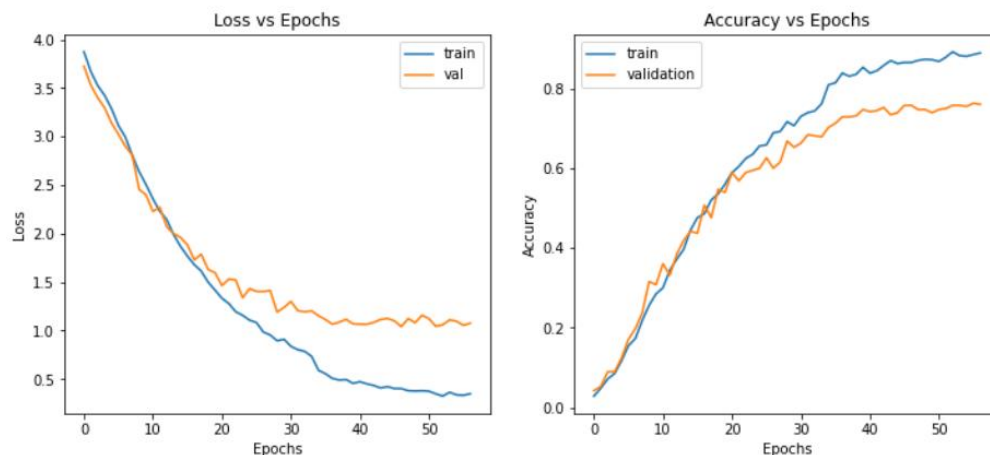 Loss vs Epochs
4.0
3.5
3.0
2.5
2.0
1.5
1.0
0.5
Loss
train
val
0 10 20 30 40 50
Epochs
Accuracy vs Epochs
0.8
0.6
0.4
0.2
0.0
Accuracy
train
validation
0 10 20 30 40 50
Epochs